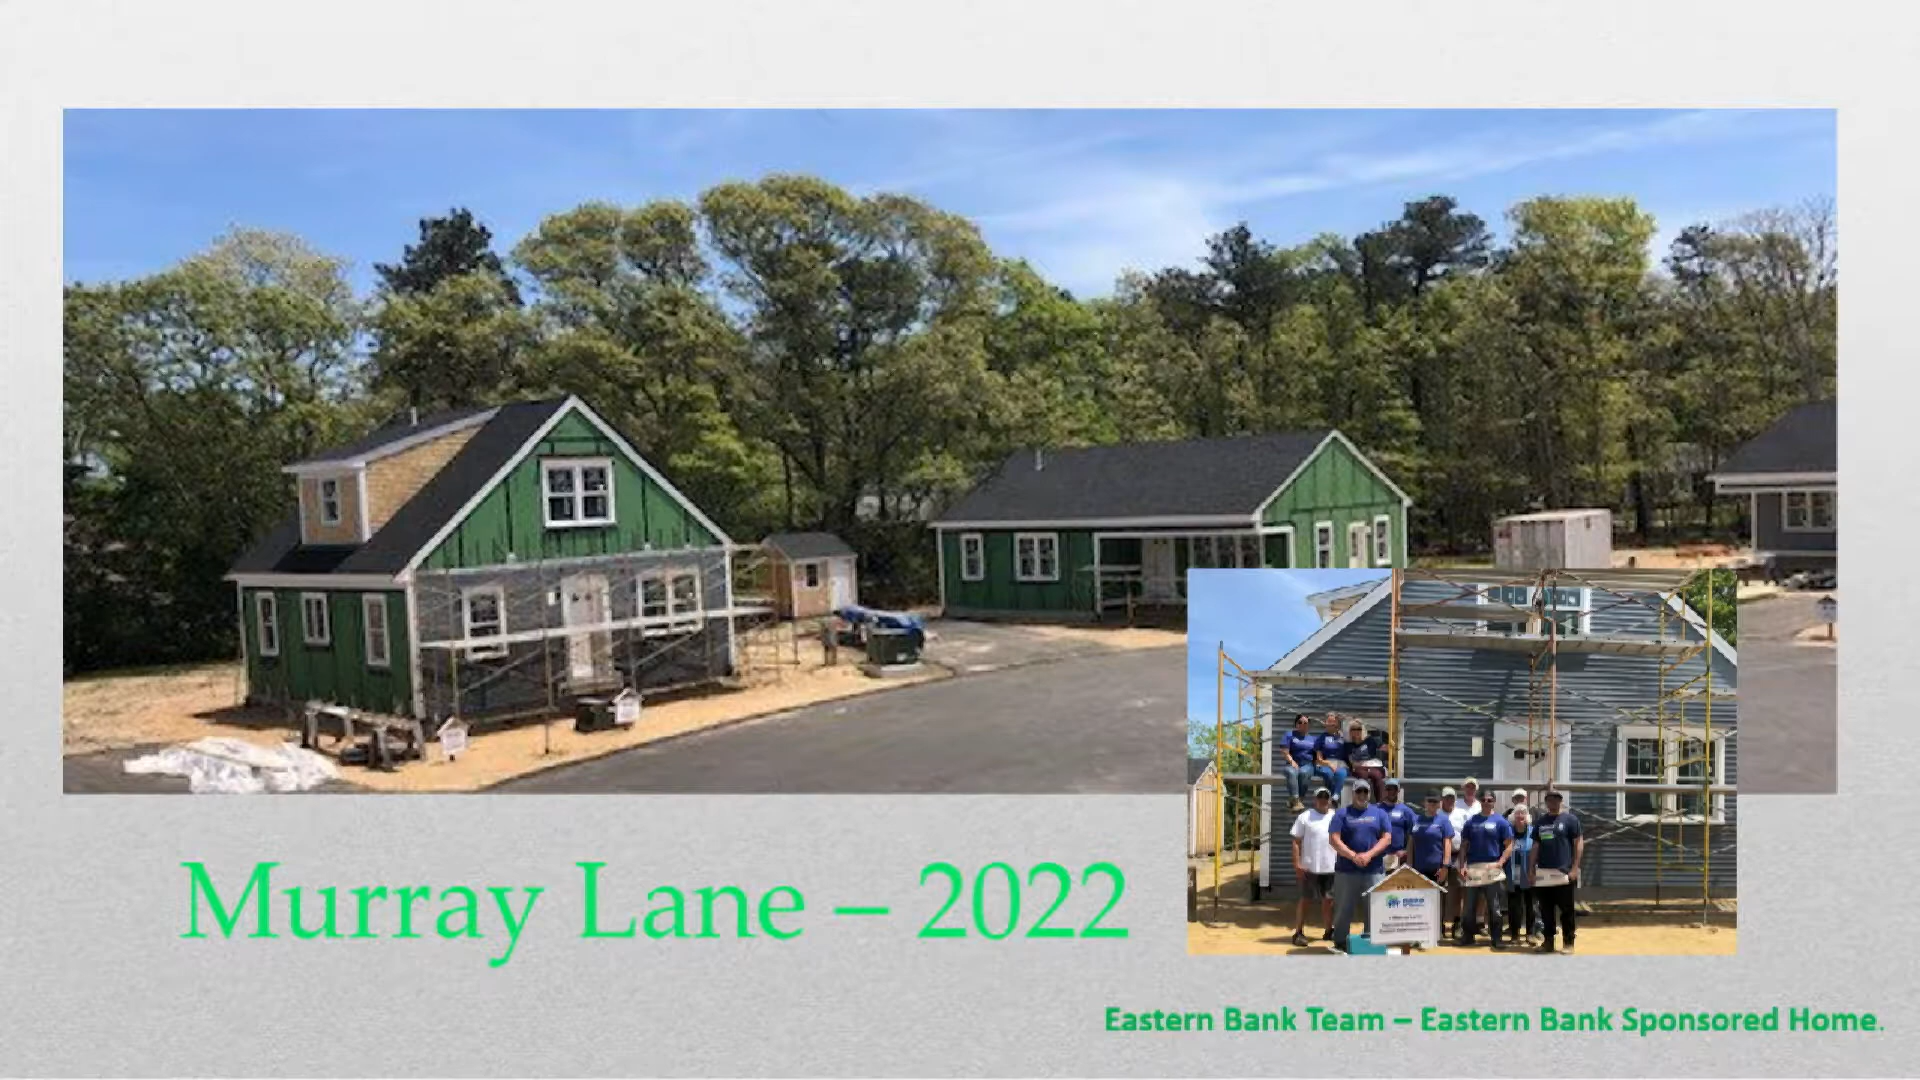 Murray Lane – 2022
Eastern Bank Team – Eastern Bank Sponsored Home.